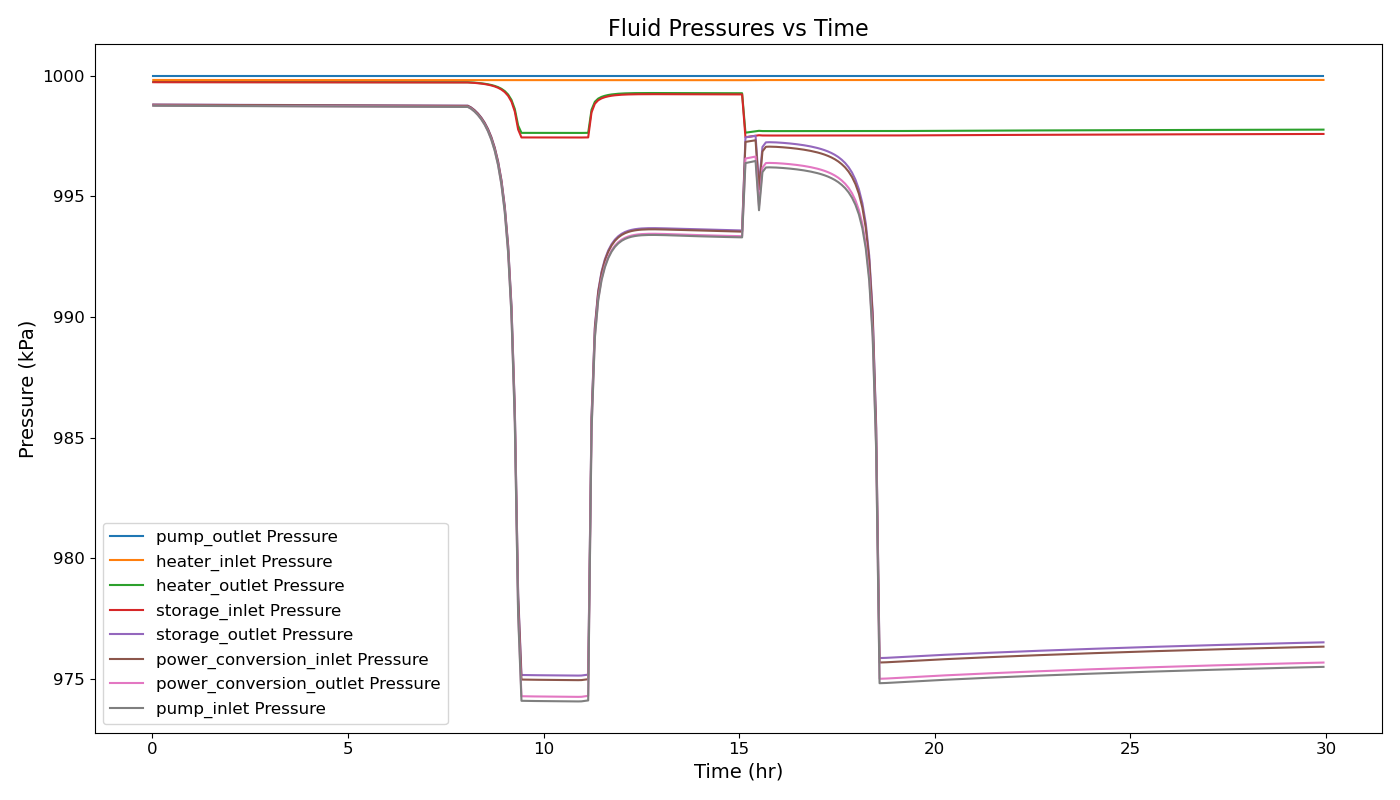 Fluid Pressures vs Time
1000
995
990
985
980
975
Pressure (kPa)
pump_outlet Pressure
heater_inlet Pressure
heater_outlet Pressure
storage_inlet Pressure
storage_outlet Pressure
power_conversion_inlet Pressure
power_conversion_outlet Pressure
pump_inlet Pressure
0 5 10 15 20 25 30
Time (hr)